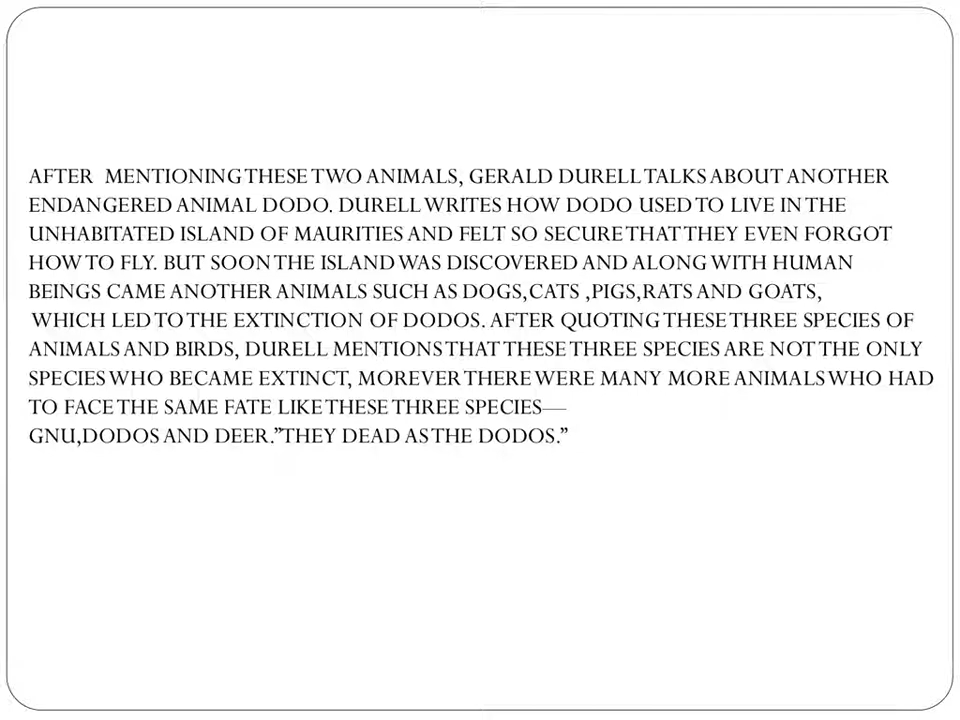 AFTER MENTIONING THESE TWO ANIMALS, GERALD DURELL TALKS ABOUT ANOTHER
ENDANGERED ANIMAL DODO. DURELL WRITES HOW DODO USED TO LIVE IN THE
UNHABITATED ISLAND OF MAURITIES AND FELT SO SECURE THAT THEY EVEN FORGOT
HOW TO FLY. BUT SOON THE ISLAND WAS DISCOVERED AND ALONG WITH HUMAN
BEINGS CAME ANOTHER ANIMALS SUCH AS DOGS,CATS ,PIGS,RATS AND GOATS,
WHICH LED TO THE EXTINCTION OF DODOS. AFTER QUOTING THESE THREE SPECIES OF
ANIMALS AND BIRDS, DURELL MENTIONS THAT THESE THREE SPECIES ARE NOT THE ONLY
SPECIES WHO BECAME EXTINCT, MOREVER THERE WERE MANY MORE ANIMALS WHO HAD
TO FACE THE SAME FATE LIKE THESE THREE SPECIES—
GNU,DODOS AND DEER.”THEY DEAD AS THE DODOS.”